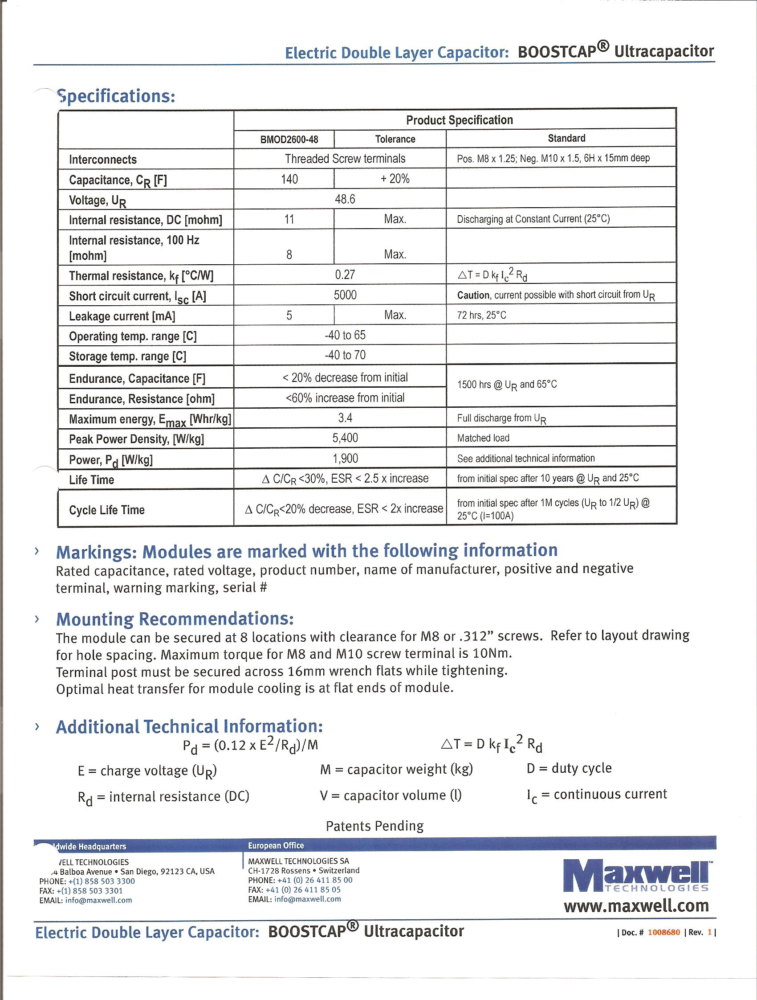 Electric Double Layer Capacitor: BOOSTCAP® Ultracapacitor
Specifications:
Product Specification
BMOD2600-48 Tolerance Standard
Interconnects Threaded Screw terminals Pos. M8 x 1.25; Neg. M10 x 1.5, 6H x 15mm deep
Capacitance, CR [F] 140 + 20%
Voltage, UR 48.6
Internal resistance, DC [mohm] 11 Max. Discharging at Constant Current (25°C)
Internal resistance, 100 Hz
[mohm] 8 Max.
Thermal resistance, kf [°C/W] 0.27 △T = D kf Ic² Rd
Short circuit current, Isc [A] 5000 Caution, current possible with short circuit from UR
Leakage current [mA] 5 Max. 72 hrs, 25°C
Operating temp. range [C] -40 to 65
Storage temp. range [C] -40 to 70
Endurance, Capacitance [F] < 20% decrease from initial
1500 hrs @ UR and 65°C
Endurance, Resistance [ohm] <60% increase from initial
Maximum energy, Emax [Whr/kg] 3.4 Full discharge from UR
Peak Power Density, [W/kg] 5,400 Matched load
Power, Pd [W/kg] 1,900 See additional technical information
Life Time Δ C/CR <30%, ESR < 2.5 x increase from initial spec after 10 years @ UR and 25°C
Cycle Life Time Δ C/CR<20% decrease, ESR < 2x increase from initial spec after 1M cycles (UR to 1/2 UR) @
25°C (I=100A)
› Markings: Modules are marked with the following information
Rated capacitance, rated voltage, product number, name of manufacturer, positive and negative
terminal, warning marking, serial #
› Mounting Recommendations:
The module can be secured at 8 locations with clearance for M8 or .312” screws. Refer to layout drawing
for hole spacing. Maximum torque for M8 and M10 screw terminal is 10Nm.
Terminal post must be secured across 16mm wrench flats while tightening.
Optimal heat transfer for module cooling is at flat ends of module.
› Additional Technical Information:
Pd = (0.12 x E²/Rd)/M △T = D kf Ic² Rd
E = charge voltage (UR) M = capacitor weight (kg) D = duty cycle
Rd = internal resistance (DC) V = capacitor volume (l) Ic = continuous current
Patents Pending
dwide Headquarters European Office
WELL TECHNOLOGIES
4 Balboa Avenue • San Diego, 92123 CA, USA
PHONE: +(1) 858 503 3300
FAX: +(1) 858 503 3301
EMAIL: info@maxwell.com
MAXWELL TECHNOLOGIES SA
CH-1728 Rossens • Switzerland
PHONE: +41 (0) 26 411 85 00
FAX: +41 (0) 26 411 85 05
EMAIL: info@maxwell.com
Maxwell™
TECHNOLOGIES
www.maxwell.com
Electric Double Layer Capacitor: BOOSTCAP® Ultracapacitor
| Doc. # 1008680 | Rev. 1 |